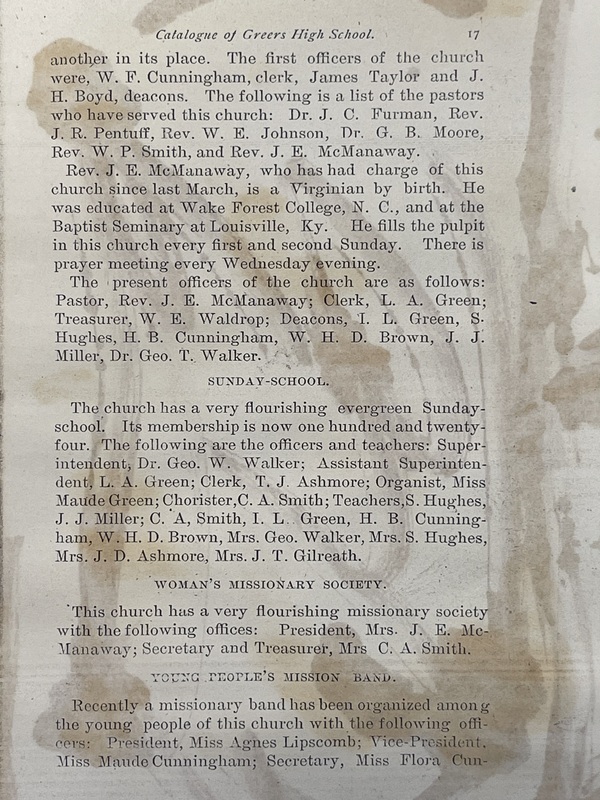 Catalogue of Greers High School. 17
another in its place. The first officers of the church
were, W. F. Cunningham, clerk, James Taylor and J.
H. Boyd, deacons. The following is a list of the pastors
who have served this church: Dr. J. C. Furman, Rev.
J. R. Pentuff, Rev. W. E. Johnson, Dr. G. B. Moore,
Rev. W. P. Smith, and Rev. J. E. McManaway.
Rev. J. E. McManaway, who has had charge of this
church since last March, is a Virginian by birth. He
was educated at Wake Forest College, N. C., and at the
Baptist Seminary at Louisville, Ky. He fills the pulpit
in this church every first and second Sunday. There is
prayer meeting every Wednesday evening.
The present officers of the church are as follows:
Pastor, Rev. J. E. McManaway; Clerk, L. A. Green;
Treasurer, W. E. Waldrop; Deacons, I. L. Green, S.
Hughes, H. B. Cunningham, W. H. D. Brown, J. J.
Miller, Dr. Geo. T. Walker.
SUNDAY-SCHOOL.
The church has a very flourishing evergreen Sunday-
school. Its membership is now one hundred and twenty-
four. The following are the officers and teachers: Super-
intendent, Dr. Geo. W. Walker; Assistant Superinten-
dent, L. A. Green; Clerk, T. J. Ashmore; Organist, Miss
Maude Green; Chorister, C. A. Smith; Teachers, S. Hughes,
J. J. Miller; C. A, Smith, I. L. Green, H. B. Cunning-
ham, W. H. D. Brown, Mrs. Geo. Walker, Mrs. S. Hughes,
Mrs. J. D. Ashmore, Mrs. J. T. Gilreath.
WOMAN'S MISSIONARY SOCIETY.
This church has a very flourishing missionary society
with the following offices: President, Mrs. J. E. Mc-
Manaway; Secretary and Treasurer, Mrs C. A. Smith.
YOUNG PEOPLE'S MISSION BAND.
Recently a missionary band has been organized among
the young people of this church with the following offi-
cers: President, Miss Agnes Lipscomb; Vice-President,
Miss Maude Cunningham; Secretary, Miss Flora Cun-